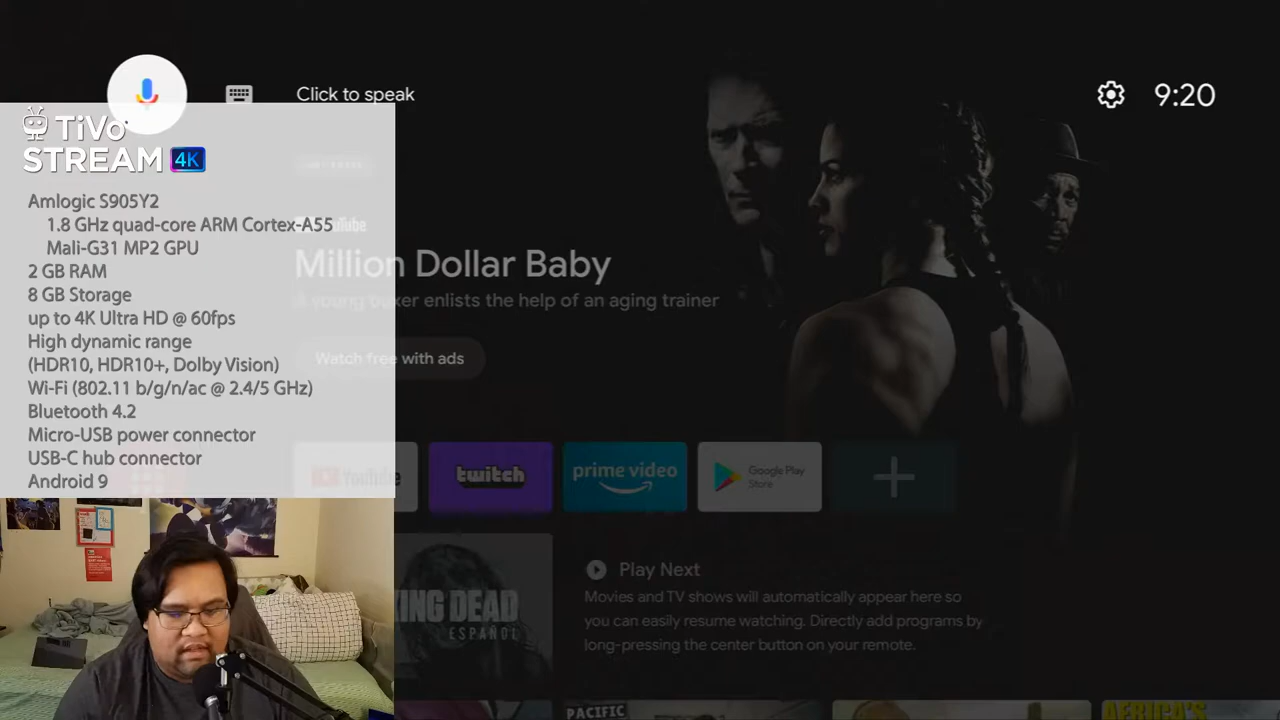 Click to speak
9:20
TiVo
STREAM 4K
Amlogic S905Y2
1.8 GHz quad-core ARM Cortex-A55
Mali-G31 MP2 GPU
2 GB RAM
8 GB Storage
up to 4K Ultra HD @ 60fps
High dynamic range
(HDR10, HDR10+, Dolby Vision)
Wi-Fi (802.11 b/g/n/ac @ 2.4/5 GHz)
Bluetooth 4.2
Micro-USB power connector
USB-C hub connector
Android 9
YouTube
Million Dollar Baby
A young boxer enlists the help of an aging trainer
Watch free with ads
YouTube
twitch
prime video
Google Play
Store
KING DEAD
ESPAÑOL
Play Next
Movies and TV shows will automatically appear here so
you can easily resume watching. Directly add programs by
long-pressing the center button on your remote.
PACIFIC
AFRICA'S